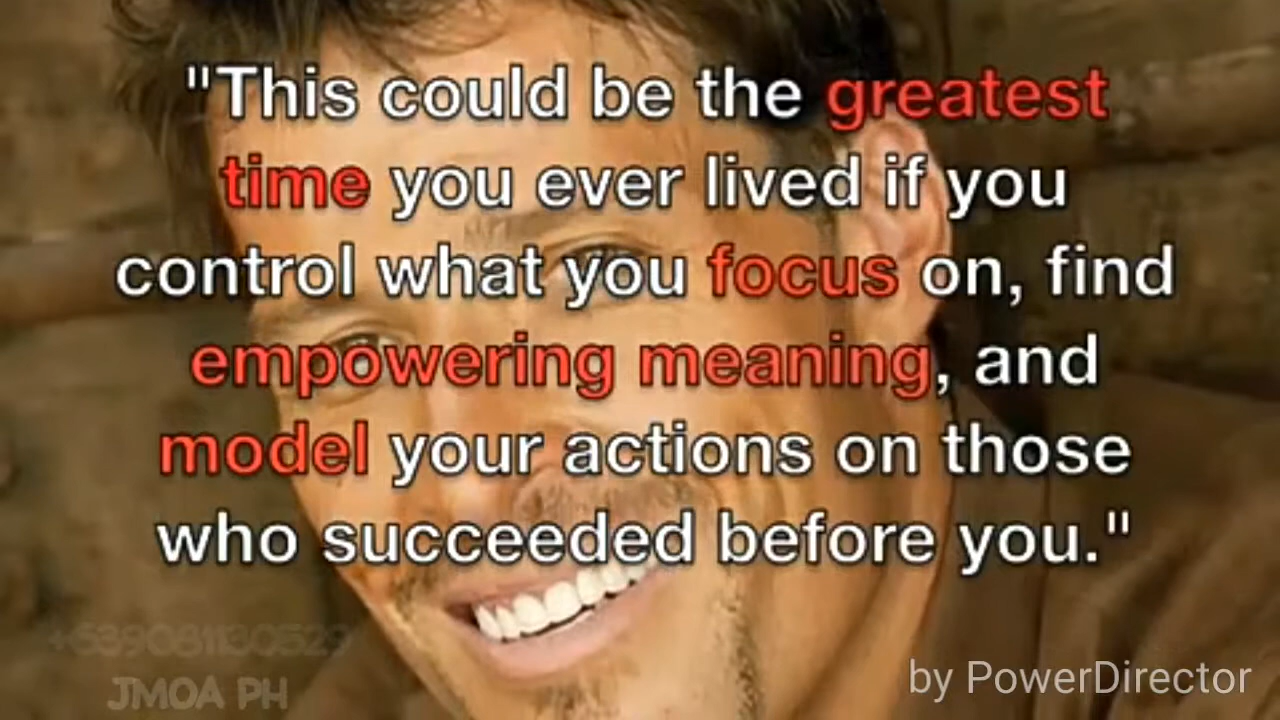 "This could be the greatest
time you ever lived if you
control what you focus on, find
empowering meaning, and
model your actions on those
who succeeded before you."
+639081130529
JMOA PH
by PowerDirector